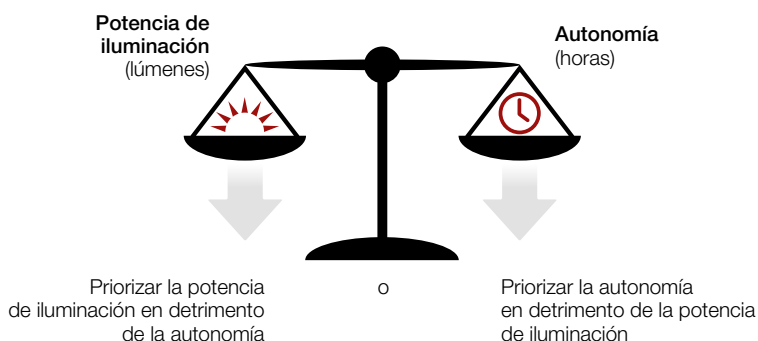 Potencia de
iluminación
(lúmenes)
Autonomía
(horas)
Priorizar la potencia
de iluminación en detrimento
de la autonomía
o
Priorizar la autonomía
en detrimento de la potencia
de iluminación